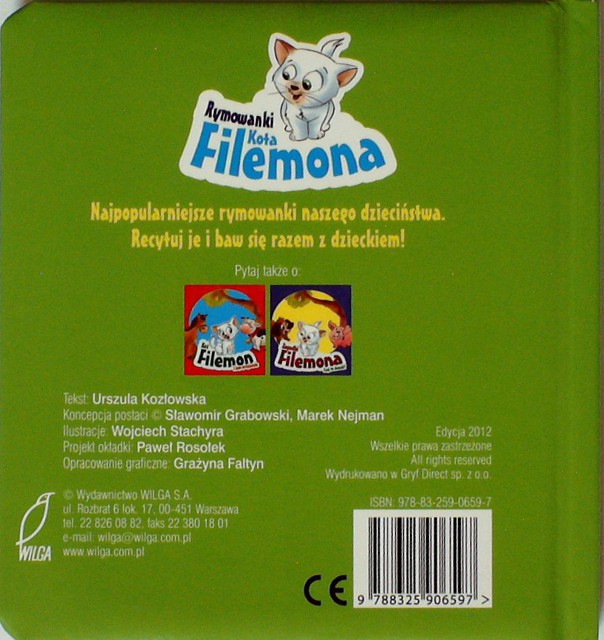 Rymowanki
Kota
Filemona
Najpopularniejsze rymowanki naszego dzieciństwa.
Recytuj je i baw się razem z dzieckiem!
Pytaj także o:
Kot
Filemon
Filemona
Tekst: Urszula Kozłowska
Koncepcja postaci © Sławomir Grabowski, Marek Nejman
Ilustracje: Wojciech Stachyra
Projekt okładki: Paweł Rosołek
Opracowanie graficzne: Grażyna Faltyn
Edycja 2012
Wszelkie prawa zastrzeżone
All rights reserved
Wydrukowano w Gryf Direct sp. z o.o.
© Wydawnictwo WILGA S.A.
ul. Rozbrat 6 lok. 17, 00-451 Warszawa
tel. 22 826 08 82, faks 22 380 18 01
e-mail: wilga@wilga.com.pl
www.wilga.com.pl
WILGA
ISBN: 978-83-259-0659-7
CE
9 788325 906597 >